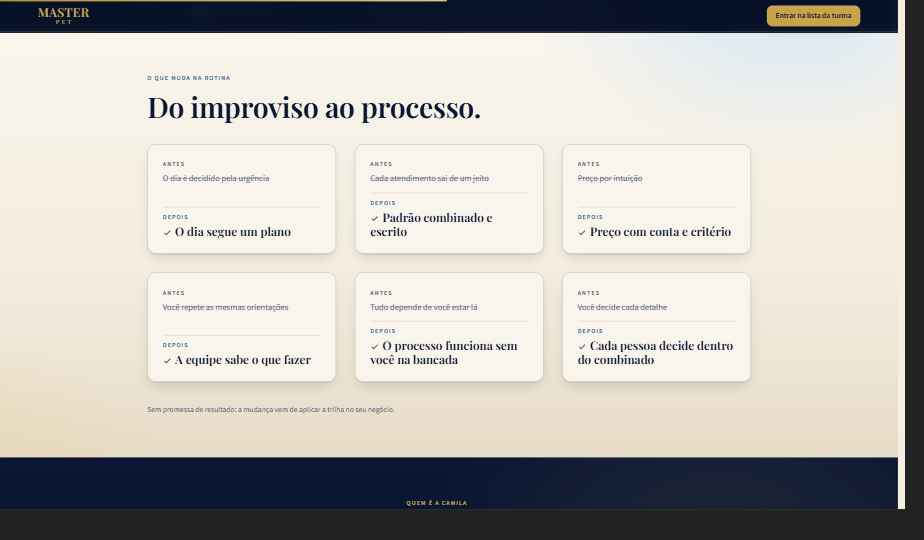 MASTER
PET
Entrar na lista da turma
O QUE MUDA NA ROTINA
Do improviso ao processo.
ANTES
O dia é decidido pela urgência
DEPOIS
✓ O dia segue um plano
ANTES
Cada atendimento sai de um jeito
DEPOIS
✓ Padrão combinado e
escrito
ANTES
Preço por intuição
DEPOIS
✓ Preço com conta e critério
ANTES
Você repete as mesmas orientações
DEPOIS
✓ A equipe sabe o que fazer
ANTES
Tudo depende de você estar lá
DEPOIS
✓ O processo funciona sem
você na bancada
ANTES
Você decide cada detalhe
DEPOIS
✓ Cada pessoa decide dentro
do combinado
Sem promessa de resultado: a mudança vem de aplicar a trilha no seu negócio.
QUEM É A CAMILA